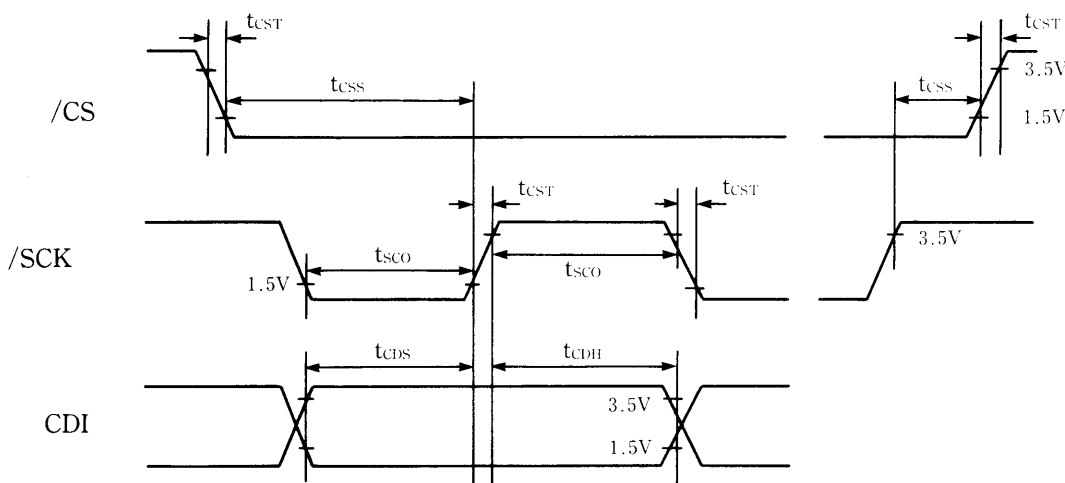 tCST
tCST
tCSS
tCSS
3.5V
/CS
1.5V
tCST
tCST
/SCK
tSCO
tSCO
3.5V
1.5V
tCDS
tCDH
3.5V
CDI
1.5V